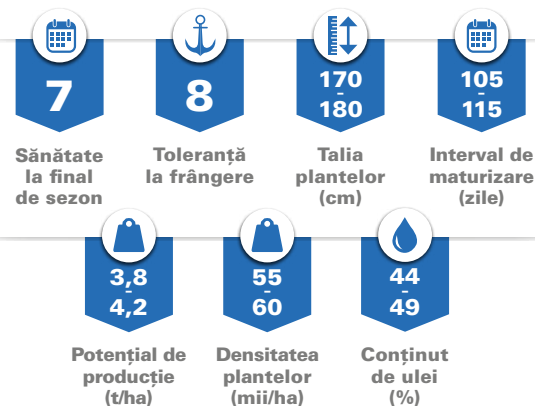 7
8
170
-
180
105
-
115
Sănătate
la final
de sezon
Toleranță
la frângere
Talia
plantelor
(cm)
Interval de
maturizare
(zile)
3,8
-
4,2
55
-
60
44
-
49
Potențial de
producție
(t/ha)
Densitatea
plantelor
(mii/ha)
Conținut
de ulei
(%)